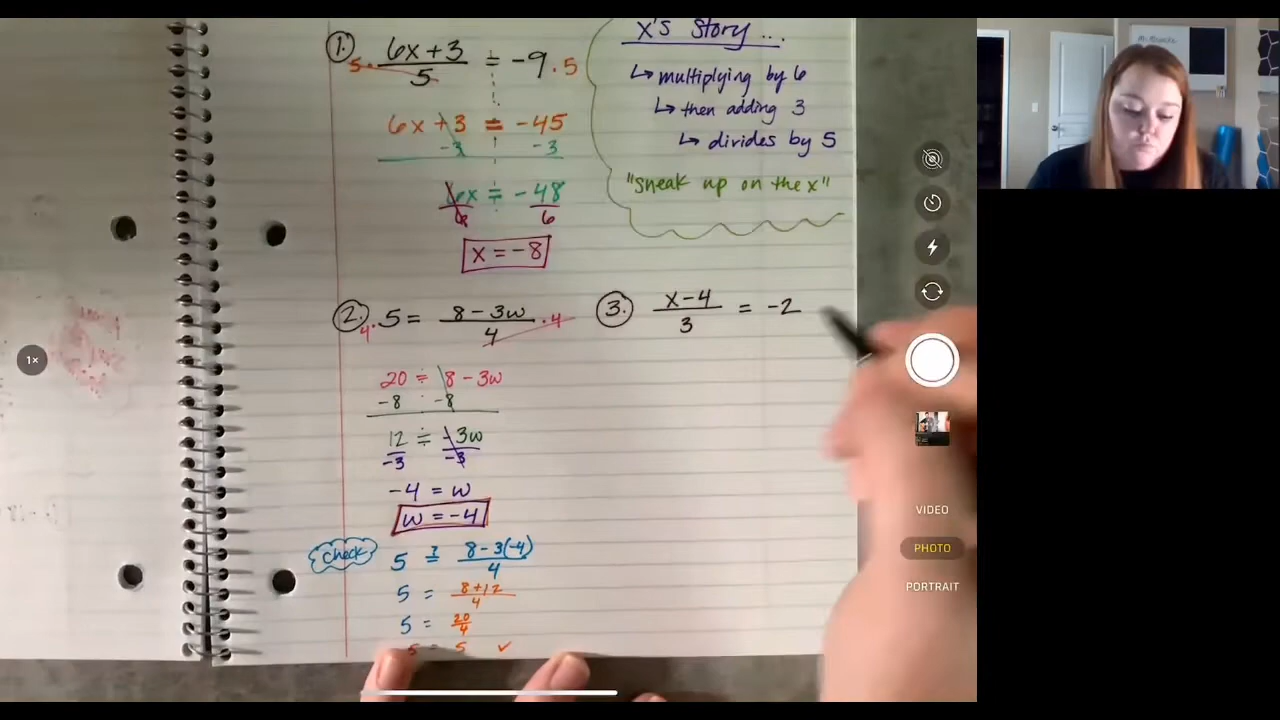 1. 6x+3 = -9 · 5
5 · 5
6x + 3 = -45
-3 -3
6x = -48
6 6
x = -8
x's Story...
↳ multiplying by 6
↳ then adding 3
↳ divides by 5
"sneak up on the x"
2. 4 · 5 = 8 - 3w · 4
4
20 = 8 - 3w
-8 -8
12 = -3w
-3 -3
-4 = w
w = -4
check
5 ≟ 8 - 3(-4)
4
5 = 8+12
4
5 = 20
4
5 = 5 ✓
3. x-4 = -2
3
1×
VIDEO
PHOTO
PORTRAIT